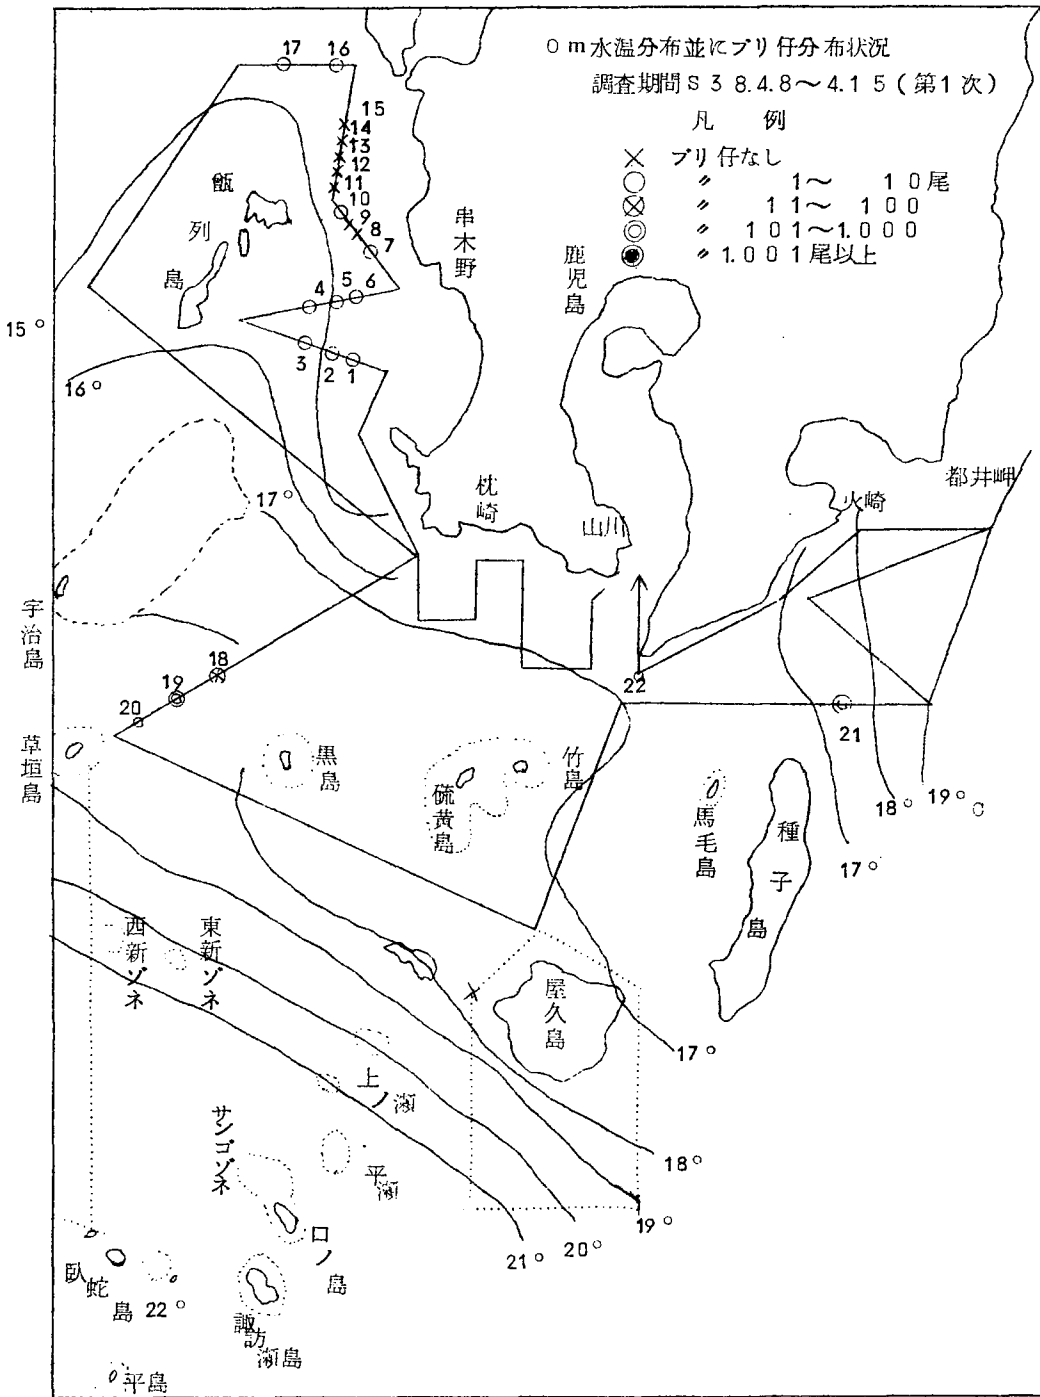 0m水温分布並にブリ仔分布状況
調査期間S38.4.8～4.15(第1次)
凡 例
× ブリ仔なし
○ 〃 1～ 10尾
⊗ 〃 11～ 100
◎ 〃 101～1.000
◉ 〃 1.001尾以上
17
16
15
14
13
12
11
10
9
8
7
6
5
4
3
2
1
甑列島
串木野
鹿児島
15°
16°
17°
枕崎
山川
火崎
都井岬
宇治島
18
19
20
22
21
草垣島
黒島
硫黄島
竹島
馬毛島
種子島
18°
19°C
17°
西新ゾネ
東新ゾネ
屋久島
17°
上ノ瀬
サンゴゾネ
平瀬
18°
19°
20°
21°
口ノ島
臥蛇島
22°
諏訪瀬島
平島